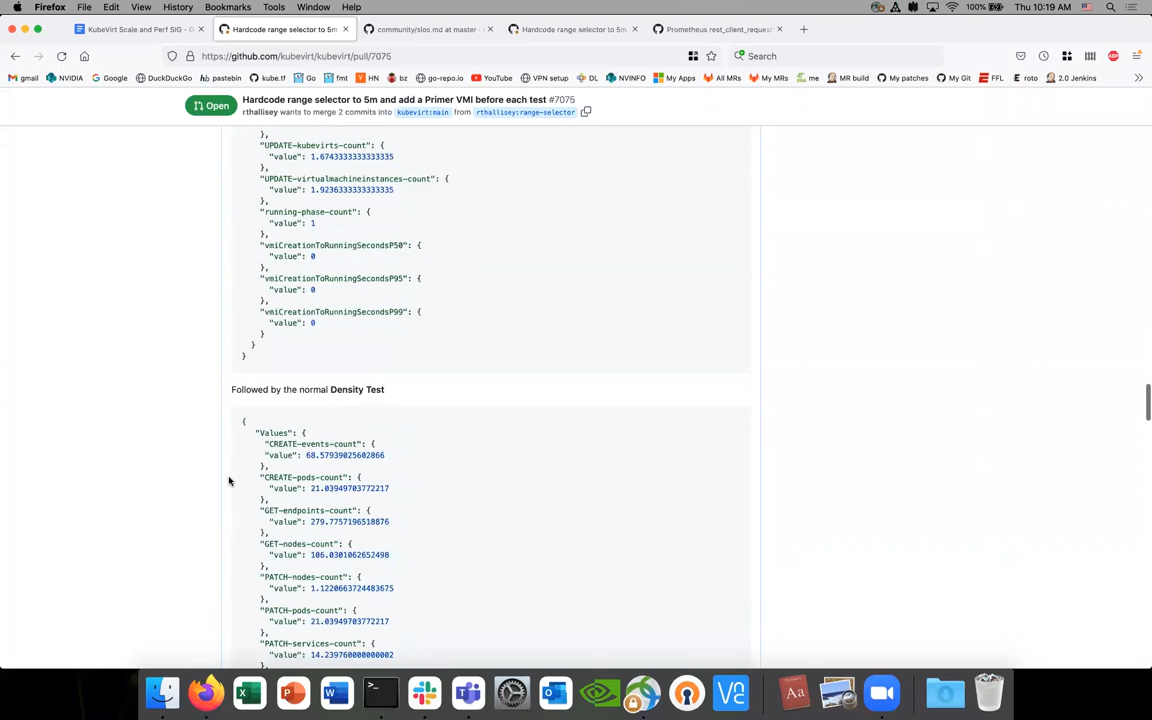 Firefox File Edit View History Bookmarks Tools Window Help 100% Thu 10:19 AM
KubeVirt Scale and Perf SIG - G
Hardcode range selector to 5m
community/slos.md at master ·
Hardcode range selector to 5m
Prometheus rest_client_reques
https://github.com/kubevirt/kubevirt/pull/7075
Search
gmail NVIDIA Google DuckDuckGo pastebin kube.tf Go fmt HN bz go-repo.io YouTube VPN setup DL NVINFO My Apps All MRs My MRs me MR build My patches My Git FFL roto 2.0 Jenkins
Open
Hardcode range selector to 5m and add a Primer VMI before each test #7075
rthallisey wants to merge 2 commits into kubevirt:main from rthallisey:range-selector
},
"UPDATE-kubevirts-count": {
"value": 1.6743333333333335
},
"UPDATE-virtualmachineinstances-count": {
"value": 1.9236333333333335
},
"running-phase-count": {
"value": 1
},
"vmiCreationToRunningSecondsP50": {
"value": 0
},
"vmiCreationToRunningSecondsP95": {
"value": 0
},
"vmiCreationToRunningSecondsP99": {
"value": 0
}
}
}
Followed by the normal Density Test
{
"Values": {
"CREATE-events-count": {
"value": 68.57939025602866
},
"CREATE-pods-count": {
"value": 21.03949703772217
},
"GET-endpoints-count": {
"value": 279.7757196518876
},
"GET-nodes-count": {
"value": 106.0301062652498
},
"PATCH-nodes-count": {
"value": 1.1220663724483675
},
"PATCH-pods-count": {
"value": 21.03949703772217
},
"PATCH-services-count": {
"value": 14.239760000000002
},